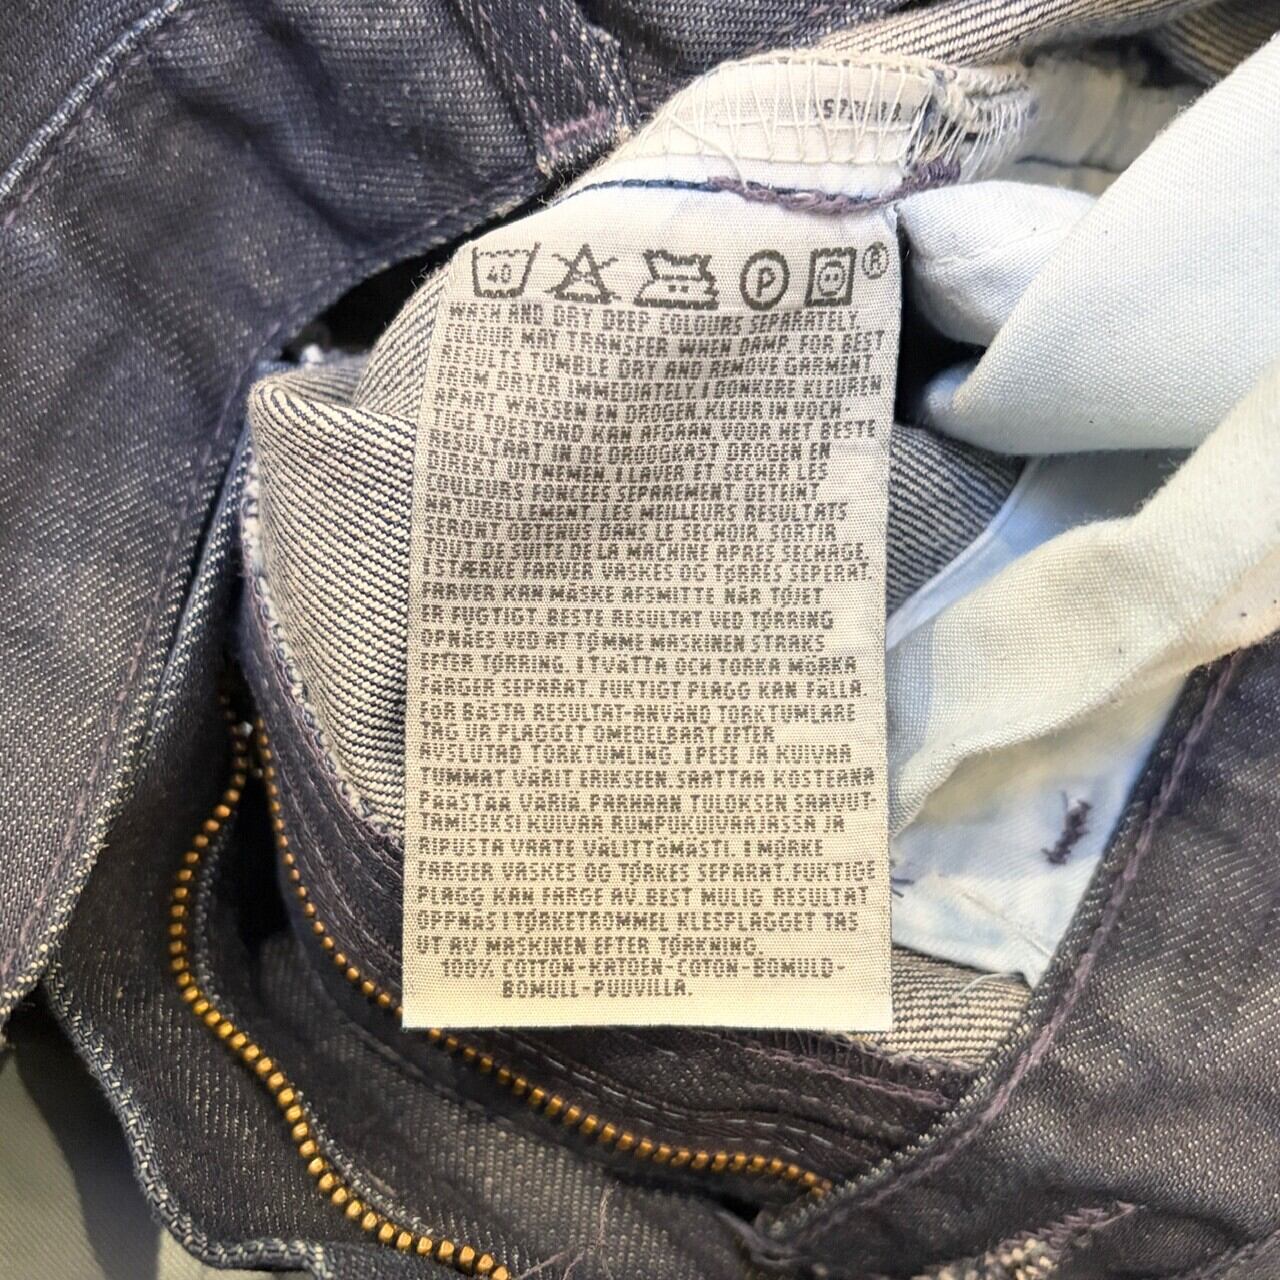 40 P ®
WASH AND DRY DEEP COLOURS SEPARATELY.
COLOUR MAY TRANSFER WHEN DAMP. FOR BEST
RESULTS TUMBLE DRY AND REMOVE GARMENT
FROM DRYER IMMEDIATELY. I DONKERE KLEUREN
APART WASSEN EN DROGEN. KLEUR IN VOCH-
TIGE TOESTAND KAN AFGAAN. VOOR HET BESTE
RESULTAAT IN DE DROOGKAST DROGEN EN
DIREKT UITNEMEN. I LAVER ET SECHER LES
COULEURS FONCEES SEPAREMENT. DETEINT
EVENTUELLEMENT. LES MEILLEURS RESULTATS
SERONT OBTENUS DANS LE SECHOIR. SORTIR
TOUT DE SUITE DE LA MACHINE APRES SECHAGE.
I STÆRKE FARVER VASKES OG TØRRES SEPERAT.
FARVER KAN MÅSKE AFSMITTE NÅR TØJET
ER FUGTIGT. BESTE RESULTAT VED TØRRING
OPNÅES VED AT TØMME MASKINEN STRAKS
EFTER TØRRING. I TVÄTTA OCH TORKA MÖRKA
FÄRGER SEPARAT. FUKTIGT PLAGG KAN FÄLLA.
FÖR BÄSTA RESULTAT-ANVÄND TORKTUMLARE
TAG UR PLAGGET OMEDELBART EFTER
AVSLUTAD TORKTUMLING. I PESE JA KUIVAA
TUMMAT VÄRIT ERIKSEEN. SAATTAA KOSTEANA
PÄÄSTÄÄ VÄRIÄ. PARHAAN TULOKSEN SAAVUT-
TAMISEKSI KUIVAA RUMPUKUIVAAJASSA JA
RIPUSTA VAATE VÄLITTÖMÄSTI. I MØRKE
FARGER VASKES OG TØRKES SEPARAT. FUKTIGE
PLAGG KAN FARGE AV. BEST MULIG RESULTAT
OPPNÅS I TØRKETROMMEL KLESPLAGGET TAS
UT AV MASKINEN EFTER TØRKNING.
100% COTTON-KATOEN-COTON-BOMULD-
BOMULL-PUUVILLA.